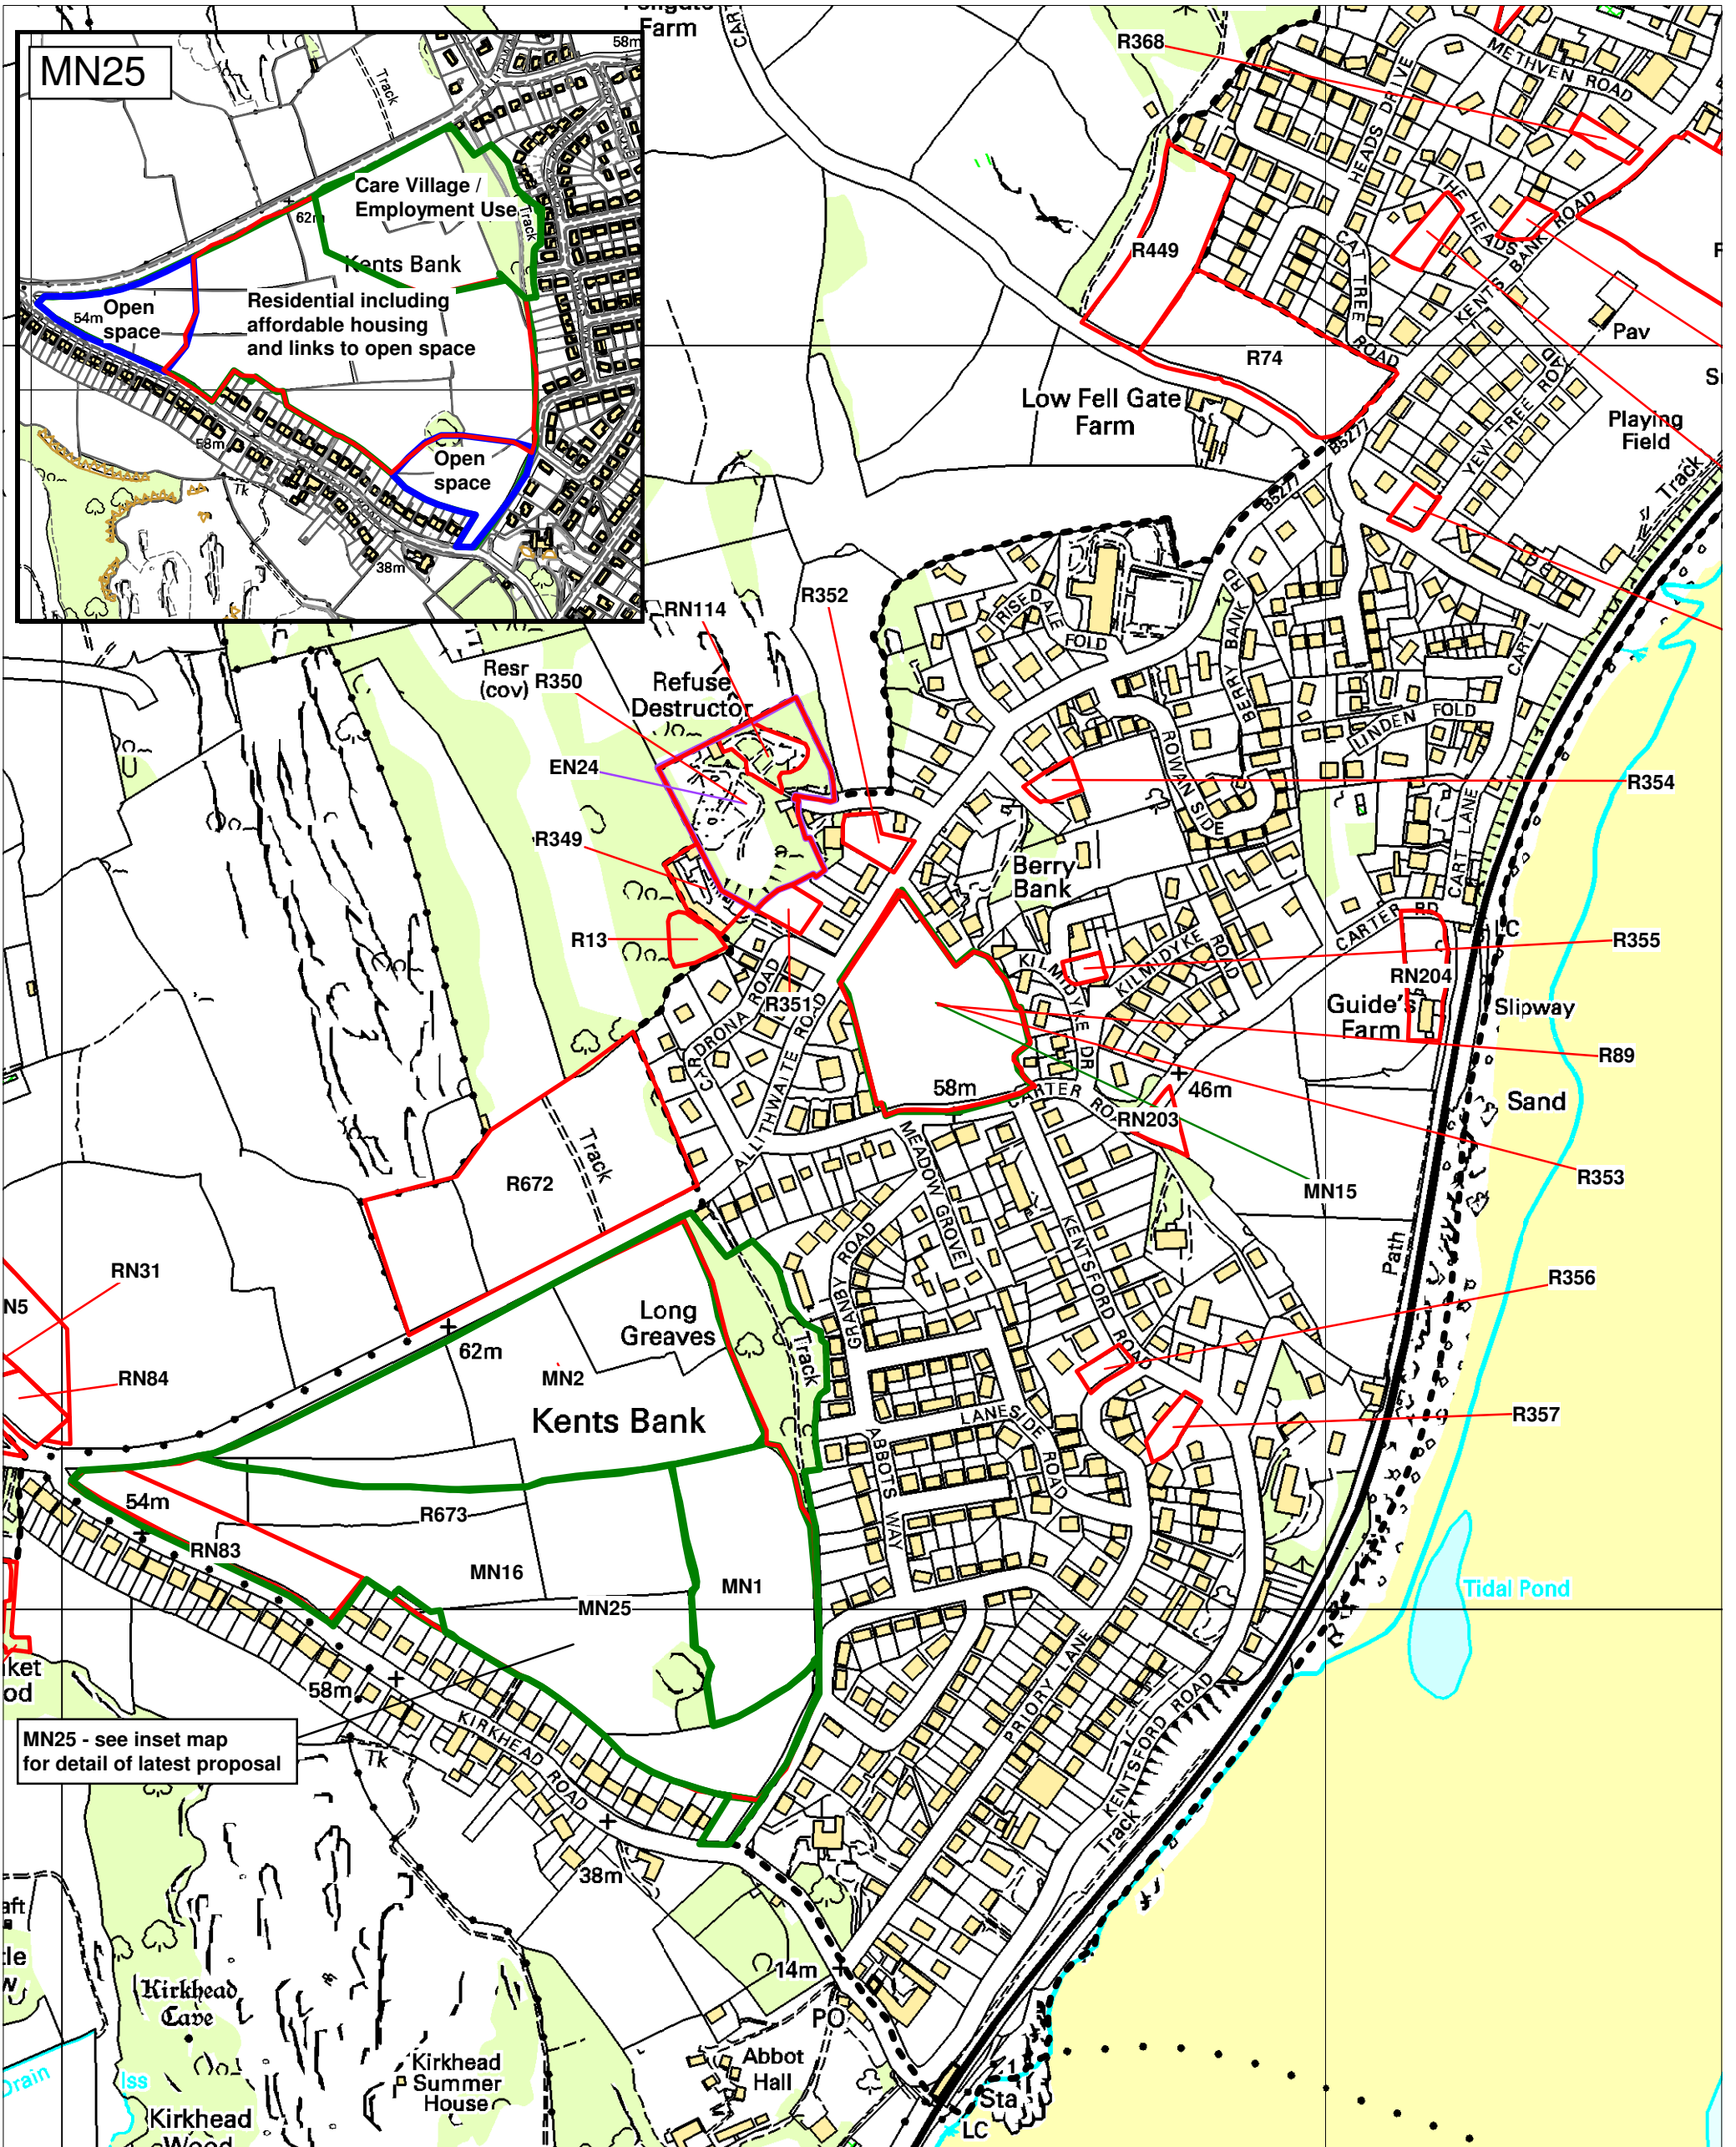 MN25
Track
58m
Care Village /
Employment Use
Track
62m
Kents Bank
Open
space
54m
Residential including
affordable housing
and links to open space
58m
Open
space
Tk
38m
Farm
R368
METHVEN ROAD
HEADS DRIVE
THE HEADS
KENTS BANK ROAD
CAT TREE
ROAD
R449
R74
Pav
YEW TREE ROAD
Playing
Field
Low Fell Gate
Farm
B5277
B5277
Track
RN114
R352
RISEDALE
FOLD
BERRY BANK RD
BERRY
CART
LINDEN FOLD
Resr
(cov)
R350
Refuse
Destructor
EN24
R349
ROWAN SIDE
R354
CART LANE
Berry
Bank
R13
CARTER RD
LC
R355
KILMIDYKE
ROAD
KILMIDYKE DR
RN204
Guide's
Farm
Slipway
R351
CARDRONA ROAD
ALLITHWAITE ROAD
R89
58m
CARTER ROAD
46m
RN203
Sand
R353
MN15
Track
R672
MEADOW GROVE
KENTSFORD ROAD
Path
R356
RN31
N5
RN84
Long
Greaves
GRANBY ROAD
Track
62m
MN2
Kents Bank
R357
LANESIDE ROAD
ABBOTS WAY
54m
R673
RN83
MN16
MN1
MN25
Tidal Pond
58m
KIRKHEAD ROAD
PRIORY LANE
KENTSFORD ROAD
Track
MN25 - see inset map
for detail of latest proposal
Tk
38m
14m
PO
Kirkhead
Cave
Kirkhead
Summer
House
Abbot
Hall
Drain
Iss
Kirkhead
Wood
Sta
LC